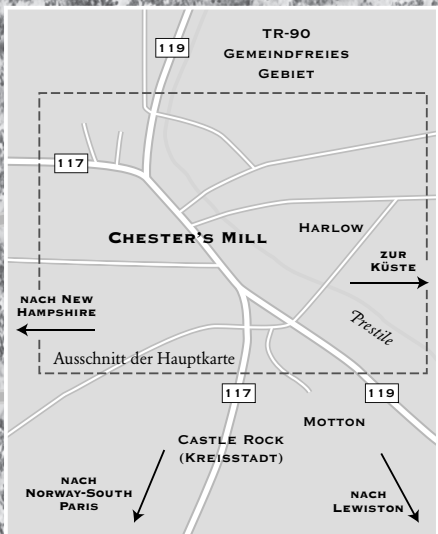 119
TR-90
Gemeindfreies
Gebiet
117
Chester's Mill
Harlow
zur
Küste
nach New
Hampshire
Prestile
Ausschnitt der Hauptkarte
117
119
Motton
Castle Rock
(Kreisstadt)
nach
Norway-South
Paris
nach
Lewiston